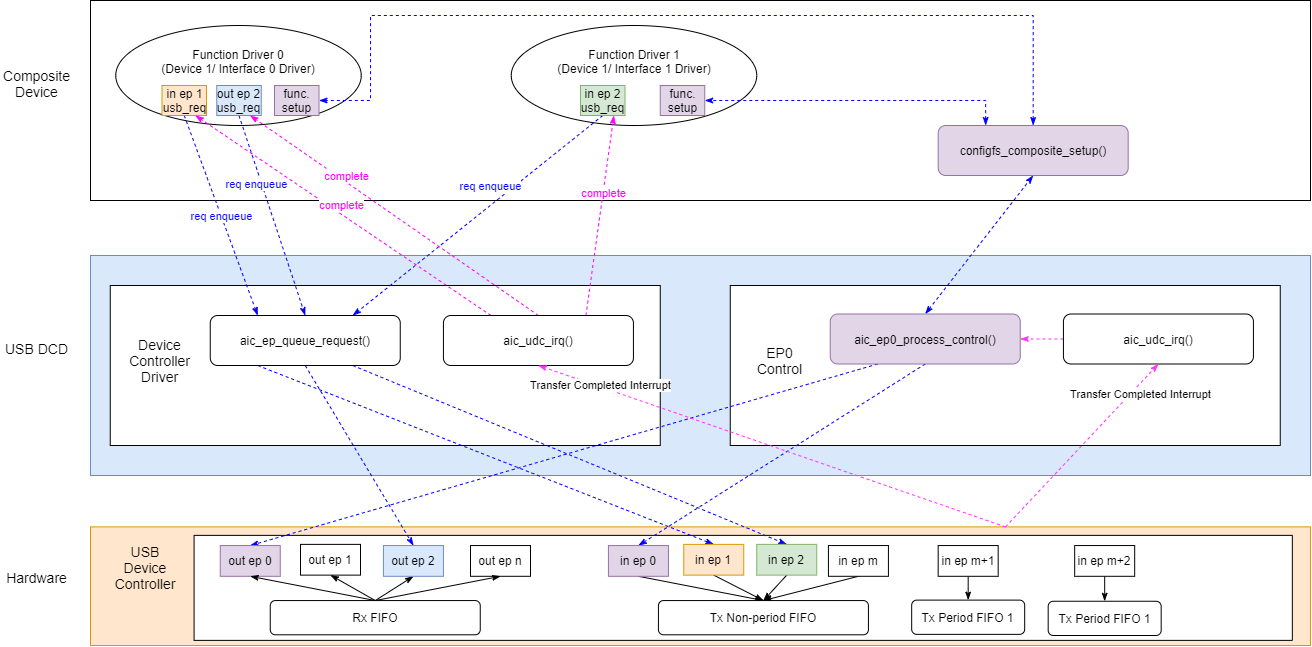 Composite
Device
Function Driver 0
(Device 1/ Interface 0 Driver)
in ep 1
usb_req
out ep 2
usb_req
func.
setup
Function Driver 1
(Device 1/ Interface 1 Driver)
in ep 2
usb_req
func.
setup
configfs_composite_setup()
req enqueue
req enqueue
complete
complete
req enqueue
complete
USB DCD
Device
Controller
Driver
aic_ep_queue_request()
aic_udc_irq()
Transfer Completed Interrupt
EP0
Control
aic_ep0_process_control()
aic_udc_irq()
Transfer Completed Interrupt
Hardware
USB
Device
Controller
out ep 0
out ep 1
out ep 2
out ep n
Rx FIFO
in ep 0
in ep 1
in ep 2
in ep m
Tx Non-period FIFO
in ep m+1
Tx Period FIFO 1
in ep m+2
Tx Period FIFO 1